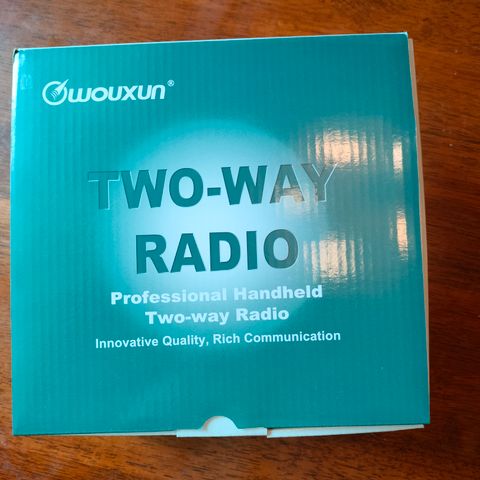 WOUXUN®
TWO-WAY
RADIO
Professional Handheld
Two-way Radio
Innovative Quality, Rich Communication